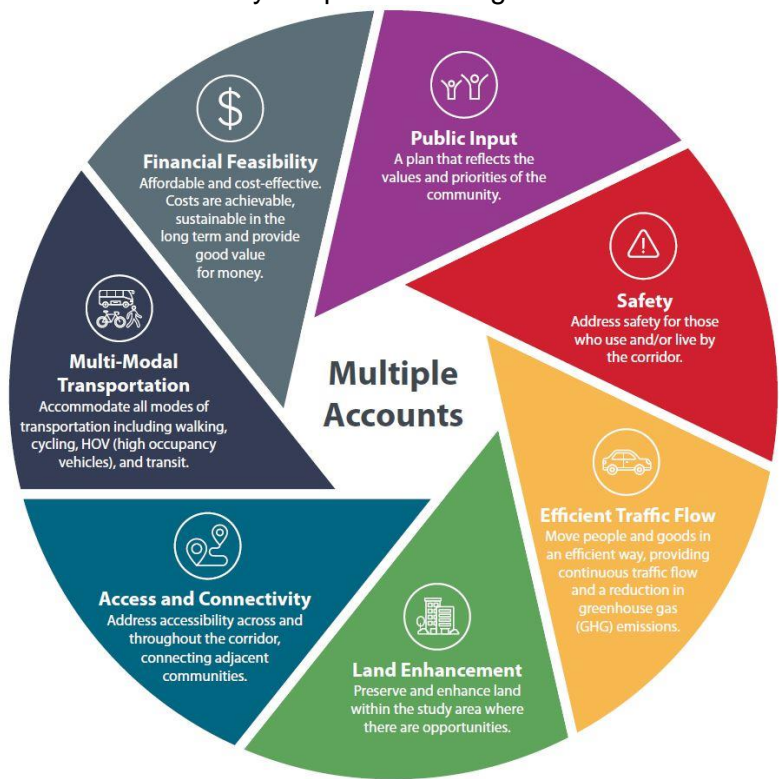 $
Public Input
A plan that reflects the
values and priorities of the
community.
Safety
Address safety for those
who use and/or live by
the corridor.
Efficient Traffic Flow
Move people and goods in
an efficient way, providing
continuous traffic flow
and a reduction in
greenhouse gas
(GHG) emissions.
Land Enhancement
Preserve and enhance land
within the study area where
there are opportunities.
Access and Connectivity
Address accessibility across and
throughout the corridor,
connecting adjacent
communities.
Multi-Modal
Transportation
Accommodate all modes of
transportation including walking,
cycling, HOV (high occupancy
vehicles), and transit.
Financial Feasibility
Affordable and cost-effective.
Costs are achievable,
sustainable in the
long term and provide
good value
for money.
Multiple
Accounts